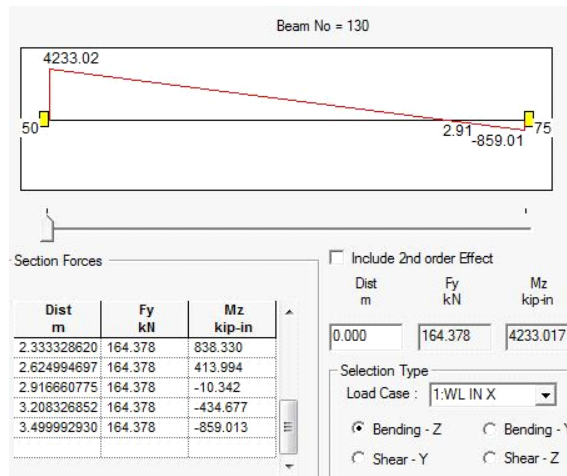 Beam No = 130
4233.02
50
2.91
-859.01
75
Section Forces
Dist m Fy kN Mz kip-in
2.333328620 164.378 838.330
2.624994697 164.378 413.994
2.916660775 164.378 -10.342
3.208326852 164.378 -434.677
3.499992930 164.378 -859.013
Include 2nd order Effect
Dist m Fy kN Mz kip-in
0.000 164.378 4233.017
Selection Type
Load Case : 1:WL IN X
Bending - Z Bending -
Shear - Y Shear - Z